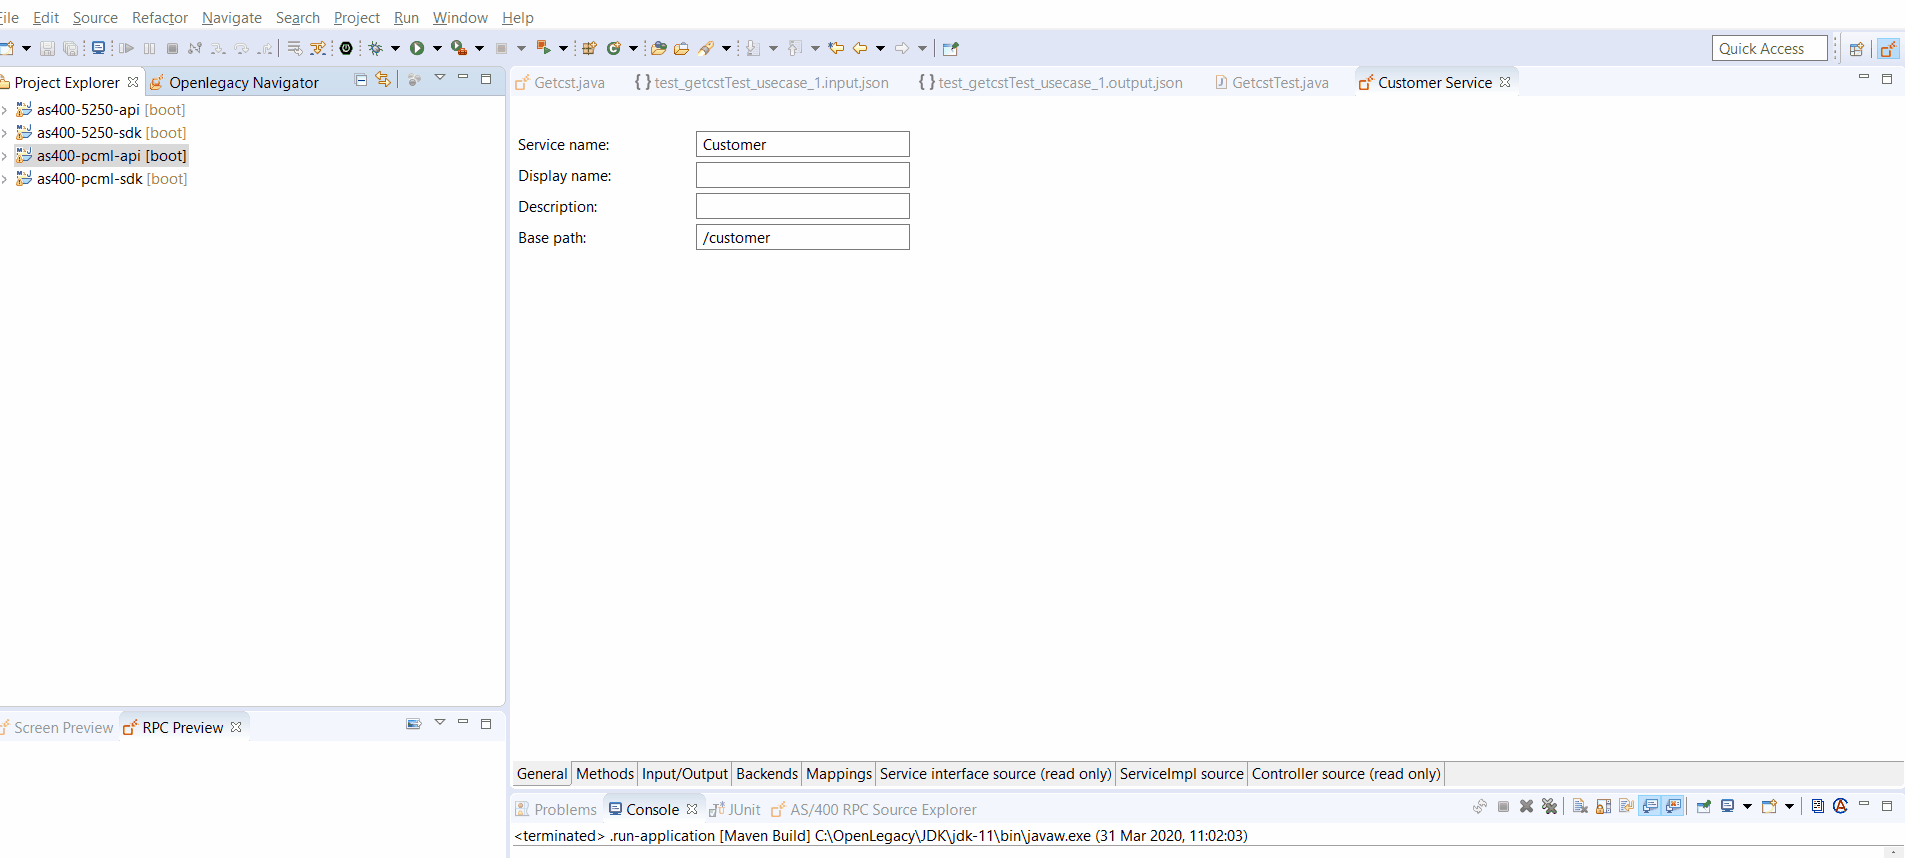 ile Edit Source Refactor Navigate Search Project Run Window Help
Quick Access
Project Explorer Openlegacy Navigator
Getcst.java { } test_getcstTest_usecase_1.input.json { } test_getcstTest_usecase_1.output.json GetcstTest.java Customer Service
as400-5250-api [boot]
as400-5250-sdk [boot]
as400-pcml-api [boot]
as400-pcml-sdk [boot]
Service name: Customer
Display name:
Description:
Base path: /customer
Screen Preview RPC Preview
General Methods Input/Output Backends Mappings Service interface source (read only) ServiceImpl source Controller source (read only)
Problems Console JUnit AS/400 RPC Source Explorer
<terminated> .run-application [Maven Build] C:\OpenLegacy\JDK\jdk-11\bin\javaw.exe (31 Mar 2020, 11:02:03)